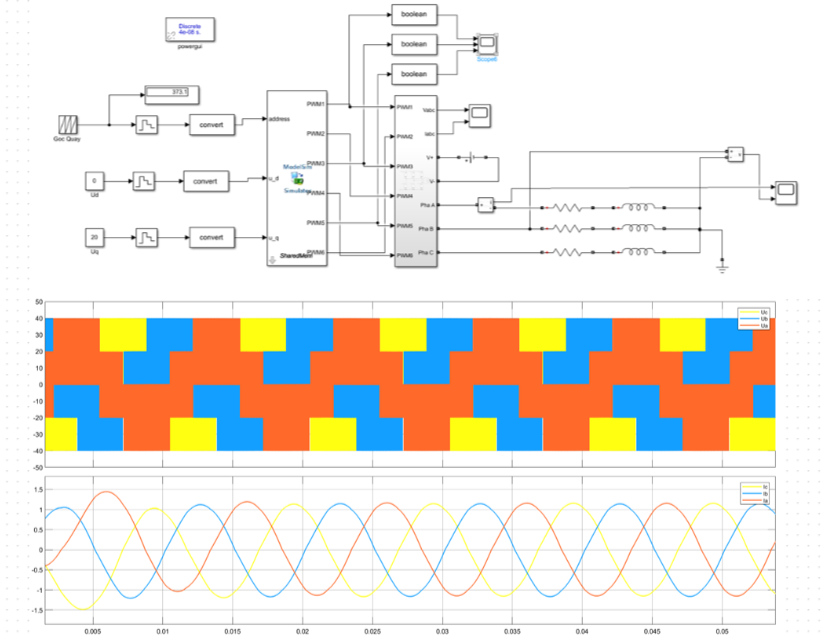 Discrete
4e-08 s.
powergui
boolean
boolean
boolean
Scope6
373.1
Goc Quay
convert
address
0
Ud
convert
u_d
20
Uq
convert
u_q
ModelSim
Simulator
SharedMem
PWM1
PWM2
PWM3
PWM4
PWM5
PWM6
PWM1
PWM2
PWM3
PWM4
PWM5
PWM6
Vabc
Iabc
V+
V-
Pha A
Pha B
Pha C
50
40
30
20
10
0
-10
-20
-30
-40
-50
Uc
Ub
Ua
1.5
1
0.5
0
-0.5
-1
-1.5
Ic
Ib
Ia
0.005
0.01
0.015
0.02
0.025
0.03
0.035
0.04
0.045
0.05